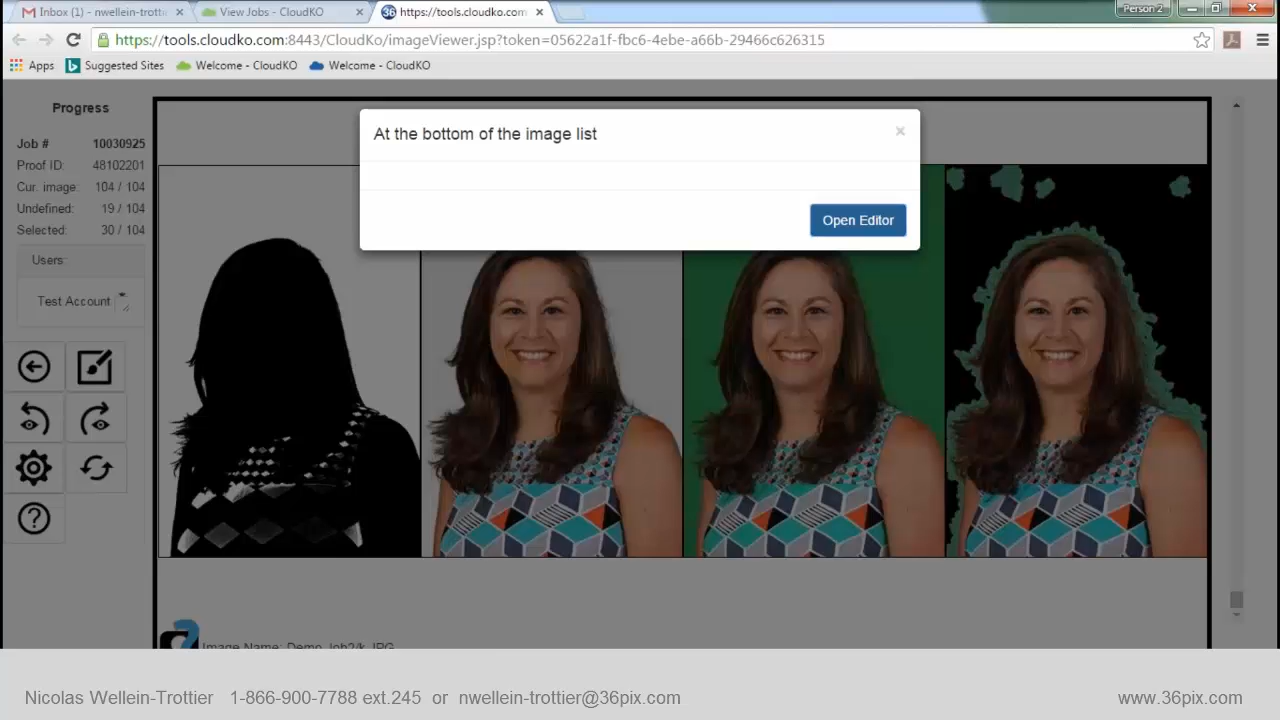 Inbox (1) - nwellein-trottie
View Jobs - CloudKO
36 https://tools.cloudko.com
Person 2
https://tools.cloudko.com:8443/CloudKo/imageViewer.jsp?token=05622a1f-fbc6-4ebe-a66b-29466c626315
Apps
Suggested Sites
Welcome - CloudKO
Welcome - CloudKO
Progress
Job # 10030925
Proof ID: 48102201
Cur. image: 104 / 104
Undefined: 19 / 104
Selected: 30 / 104
Users:
Test Account
At the bottom of the image list
Open Editor
Nicolas Wellein-Trottier 1-866-900-7788 ext.245 or nwellein-trottier@36pix.com
www.36pix.com